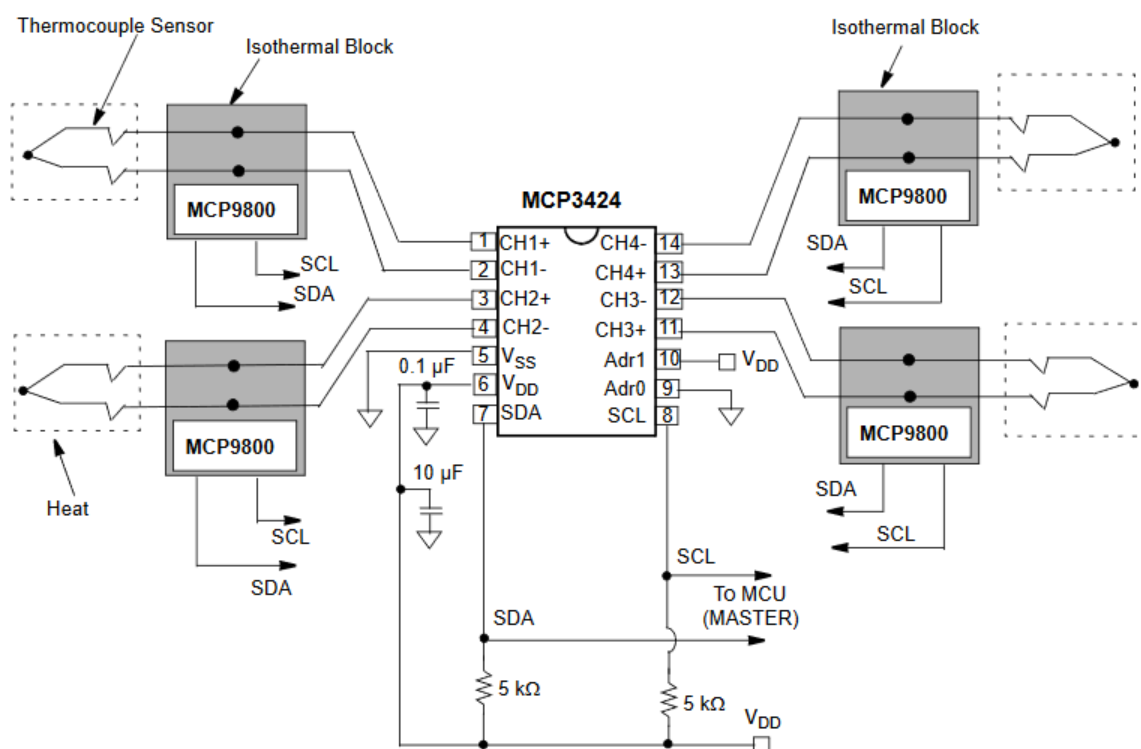 Thermocouple Sensor
Isothermal Block
Isothermal Block
MCP9800
SCL
SDA
MCP9800
SDA
SCL
MCP3424
1 CH1+ CH4- 14
2 CH1- CH4+ 13
3 CH2+ CH3- 12
4 CH2- CH3+ 11
5 VSS Adr1 10 VDD
6 VDD Adr0 9
7 SDA SCL 8
0.1 µF
10 µF
MCP9800
Heat
SCL
SDA
MCP9800
SDA
SCL
SCL
To MCU
(MASTER)
SDA
5 kΩ
5 kΩ
VDD